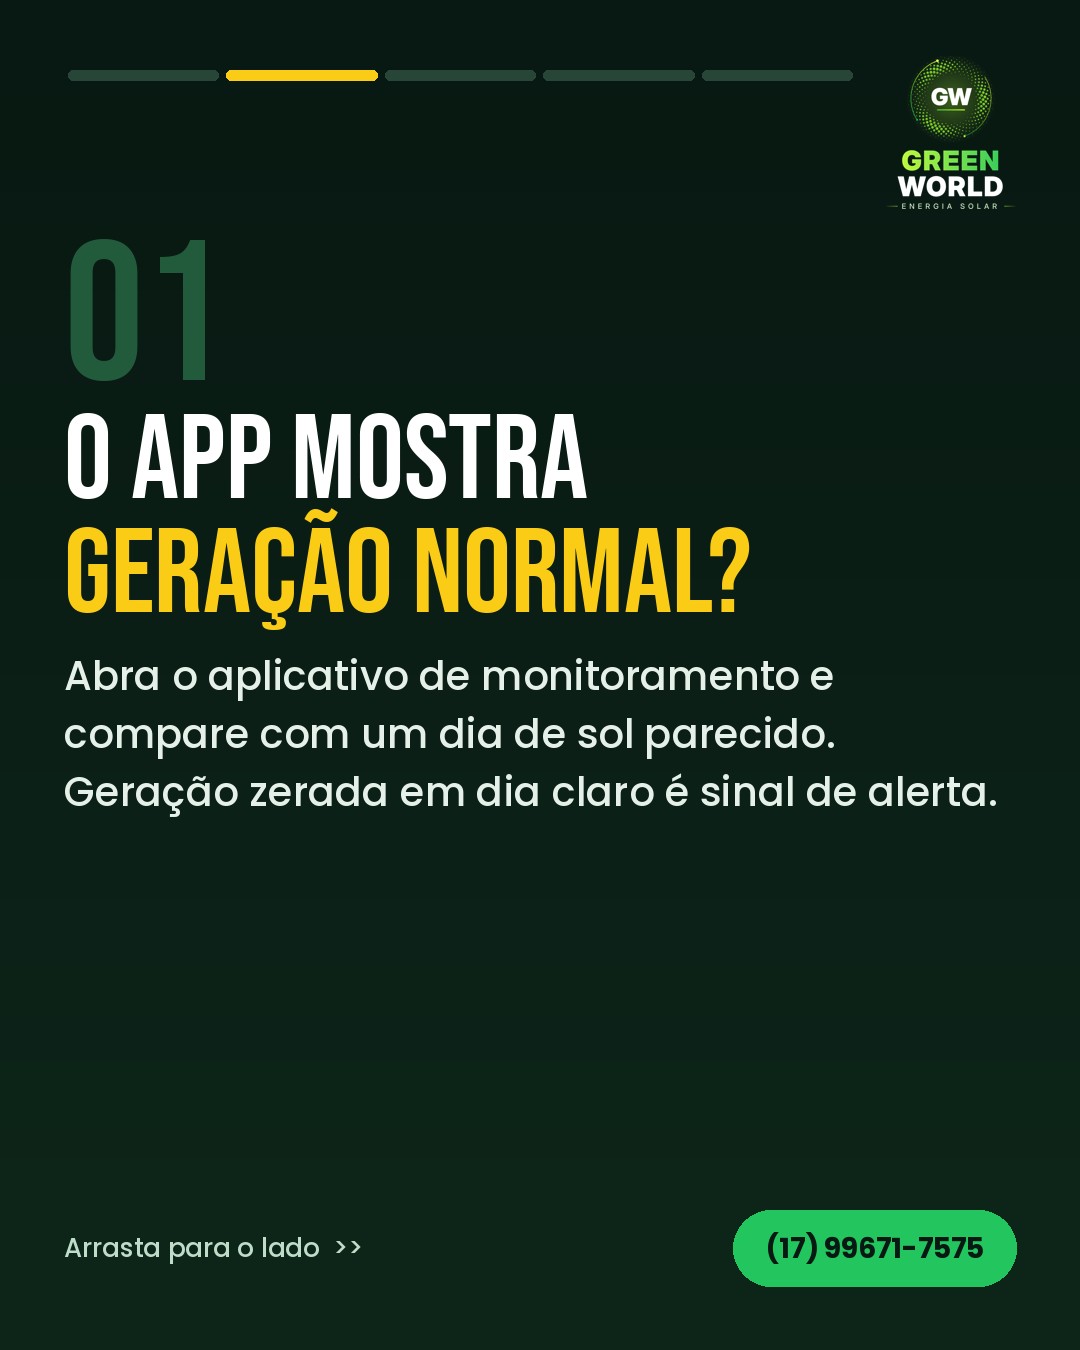 GW
GREEN
WORLD
ENERGIA SOLAR
01
O APP MOSTRA
GERAÇÃO NORMAL?
Abra o aplicativo de monitoramento e
compare com um dia de sol parecido.
Geração zerada em dia claro é sinal de alerta.
Arrasta para o lado >>
(17) 99671-7575